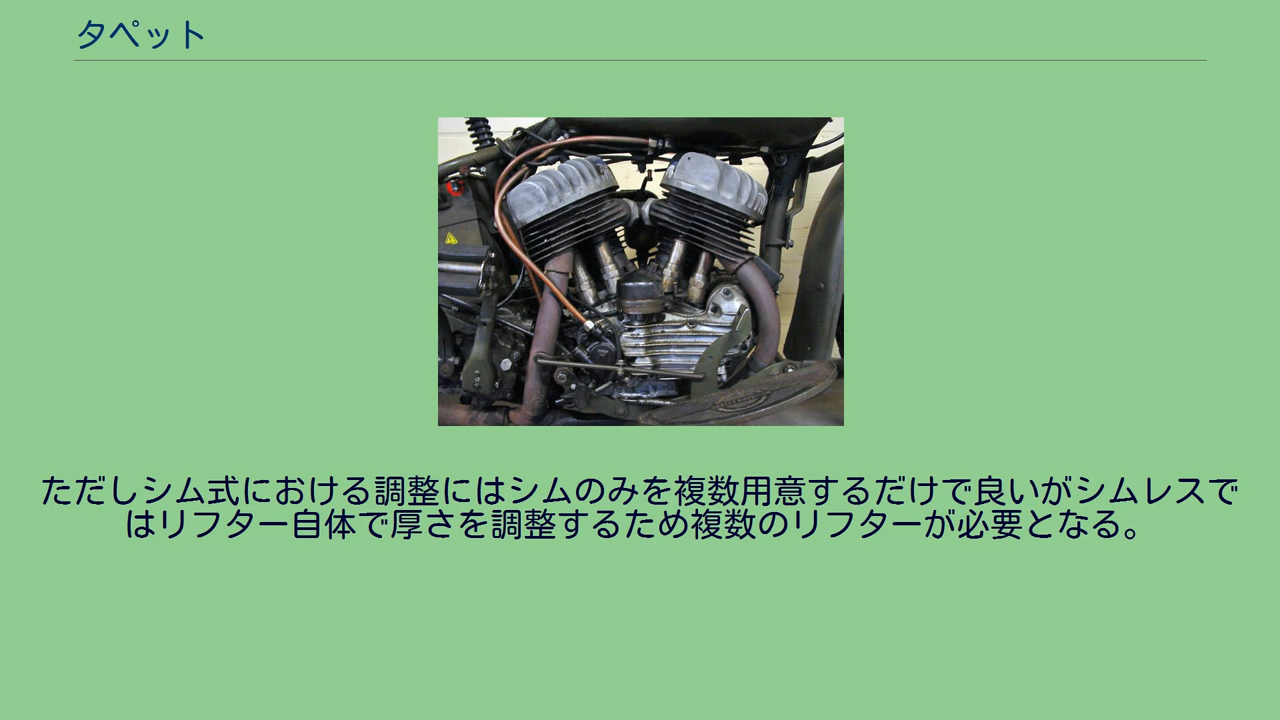 タペット
ただしシム式における調整にはシムのみを複数用意するだけで良いがシムレスで
はリフター自体で厚さを調整するため複数のリフターが必要となる。